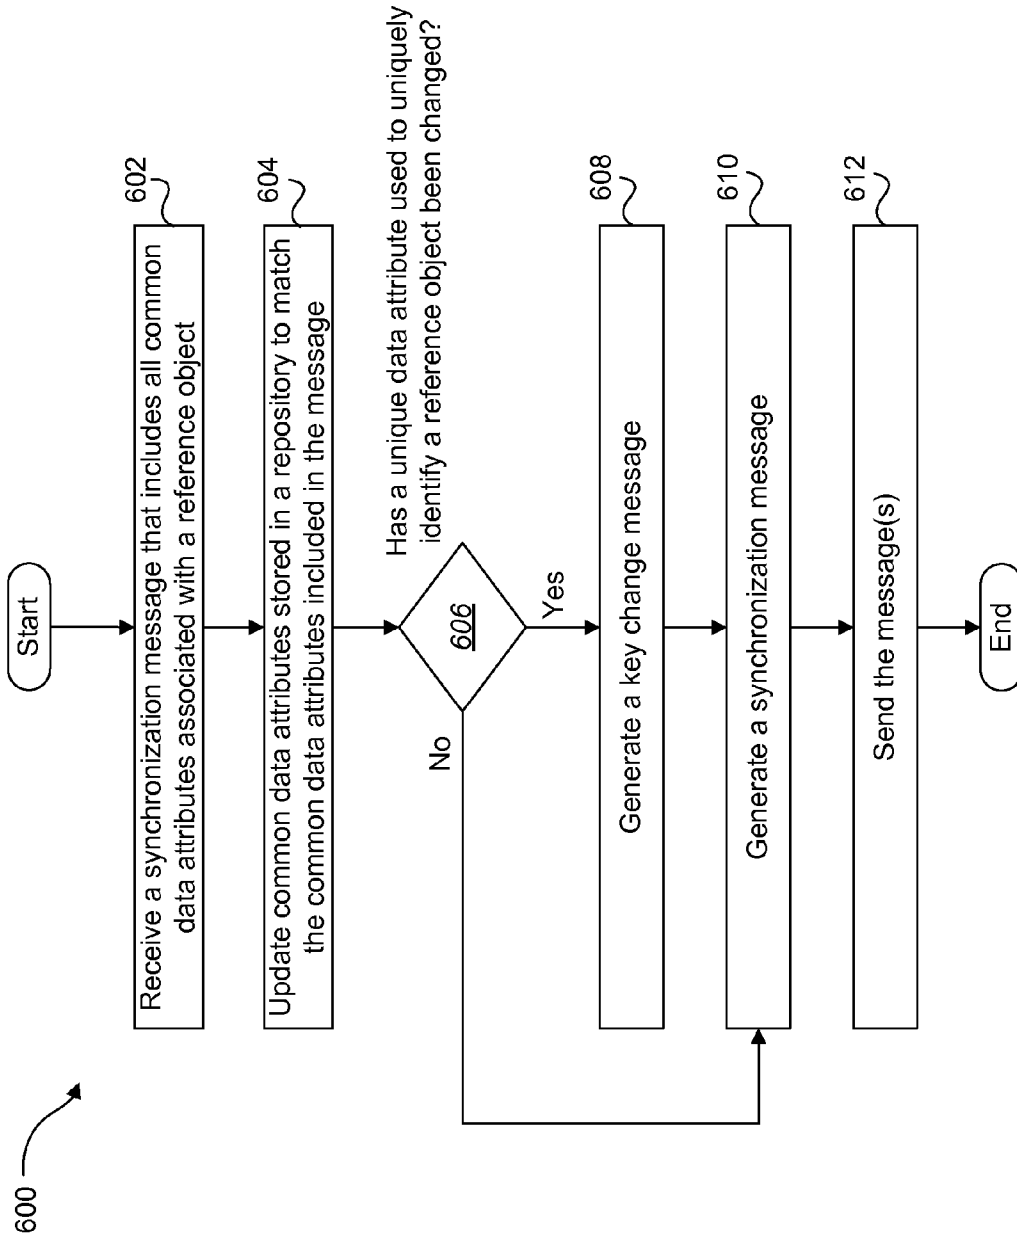 600
Start
602
Receive a synchronization message that includes all common
data attributes associated with a reference object
604
Update common data attributes stored in a repository to match
the common data attributes included in the message
Has a unique data attribute used to uniquely
identify a reference object been changed?
606
No
Yes
608
Generate a key change message
610
Generate a synchronization message
612
Send the message(s)
End